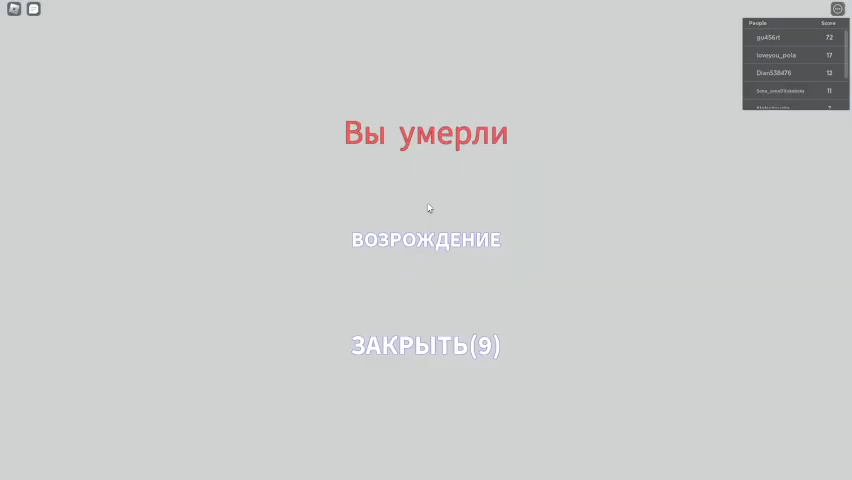 People Score
gu456rt 72
loveyou_pola 17
Dian538476 12
11
Вы умерли
ВОЗРОЖДЕНИЕ
ЗАКРЫТЬ(9)